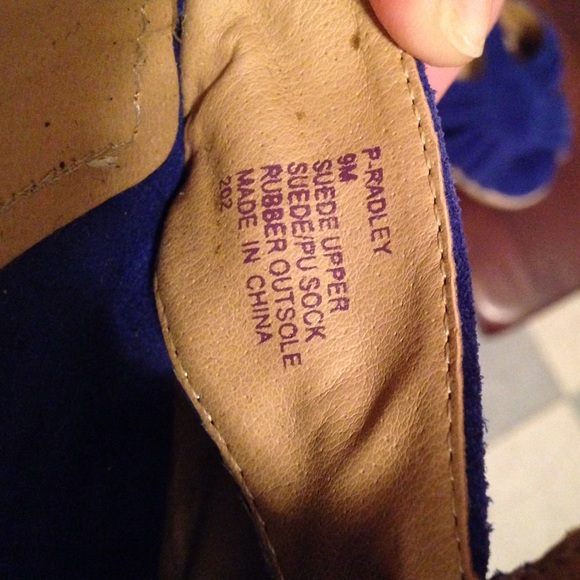 P-RADLEY
9M
SUEDE UPPER
SUEDE/PU SOCK
RUBBER OUTSOLE
MADE IN CHINA
202